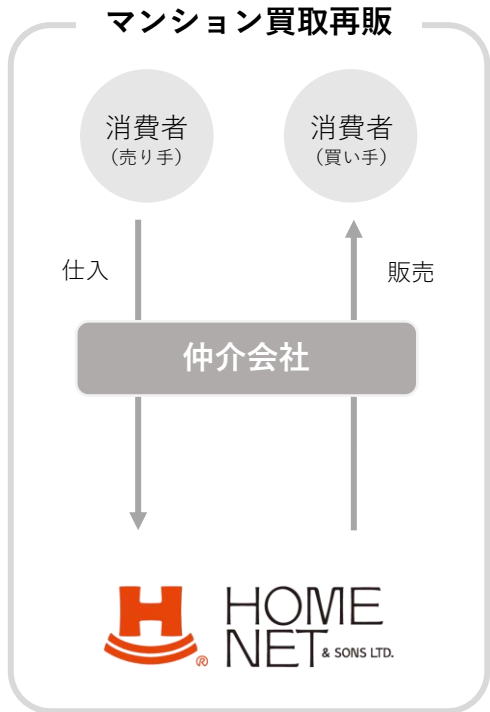 マンション買取再販
消費者
（売り手）
消費者
（買い手）
仕入
販売
仲介会社
H
®
HOME
NET & SONS LTD.